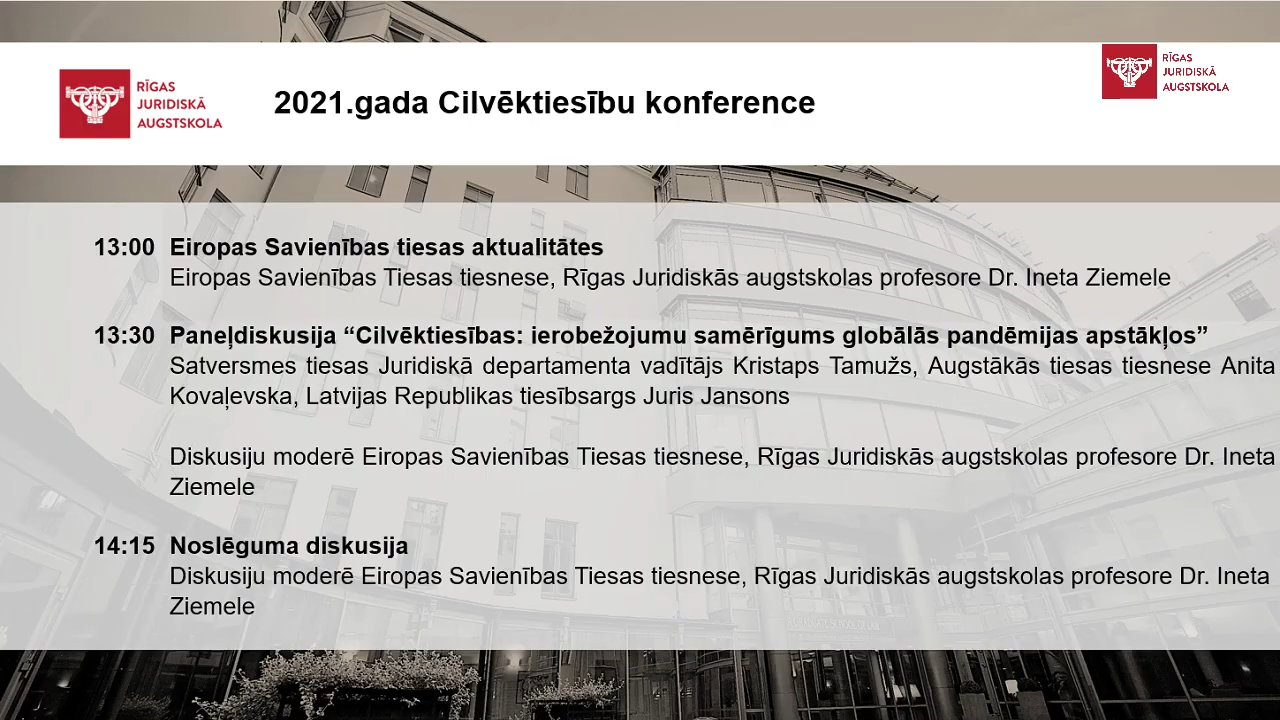 RĪGAS
JURIDISKĀ
AUGSTSKOLA
2021.gada Cilvēktiesību konference
RĪGAS
JURIDISKĀ
AUGSTSKOLA
13:00 Eiropas Savienības tiesas aktualitātes
Eiropas Savienības Tiesas tiesnese, Rīgas Juridiskās augstskolas profesore Dr. Ineta Ziemele
13:30 Paneļdiskusija “Cilvēktiesības: ierobežojumu samērīgums globālās pandēmijas apstākļos”
Satversmes tiesas Juridiskā departamenta vadītājs Kristaps Tamužs, Augstākās tiesas tiesnese Anita
Kovaļevska, Latvijas Republikas tiesībsargs Juris Jansons
Diskusiju moderē Eiropas Savienības Tiesas tiesnese, Rīgas Juridiskās augstskolas profesore Dr. Ineta
Ziemele
14:15 Noslēguma diskusija
Diskusiju moderē Eiropas Savienības Tiesas tiesnese, Rīgas Juridiskās augstskolas profesore Dr. Ineta
Ziemele